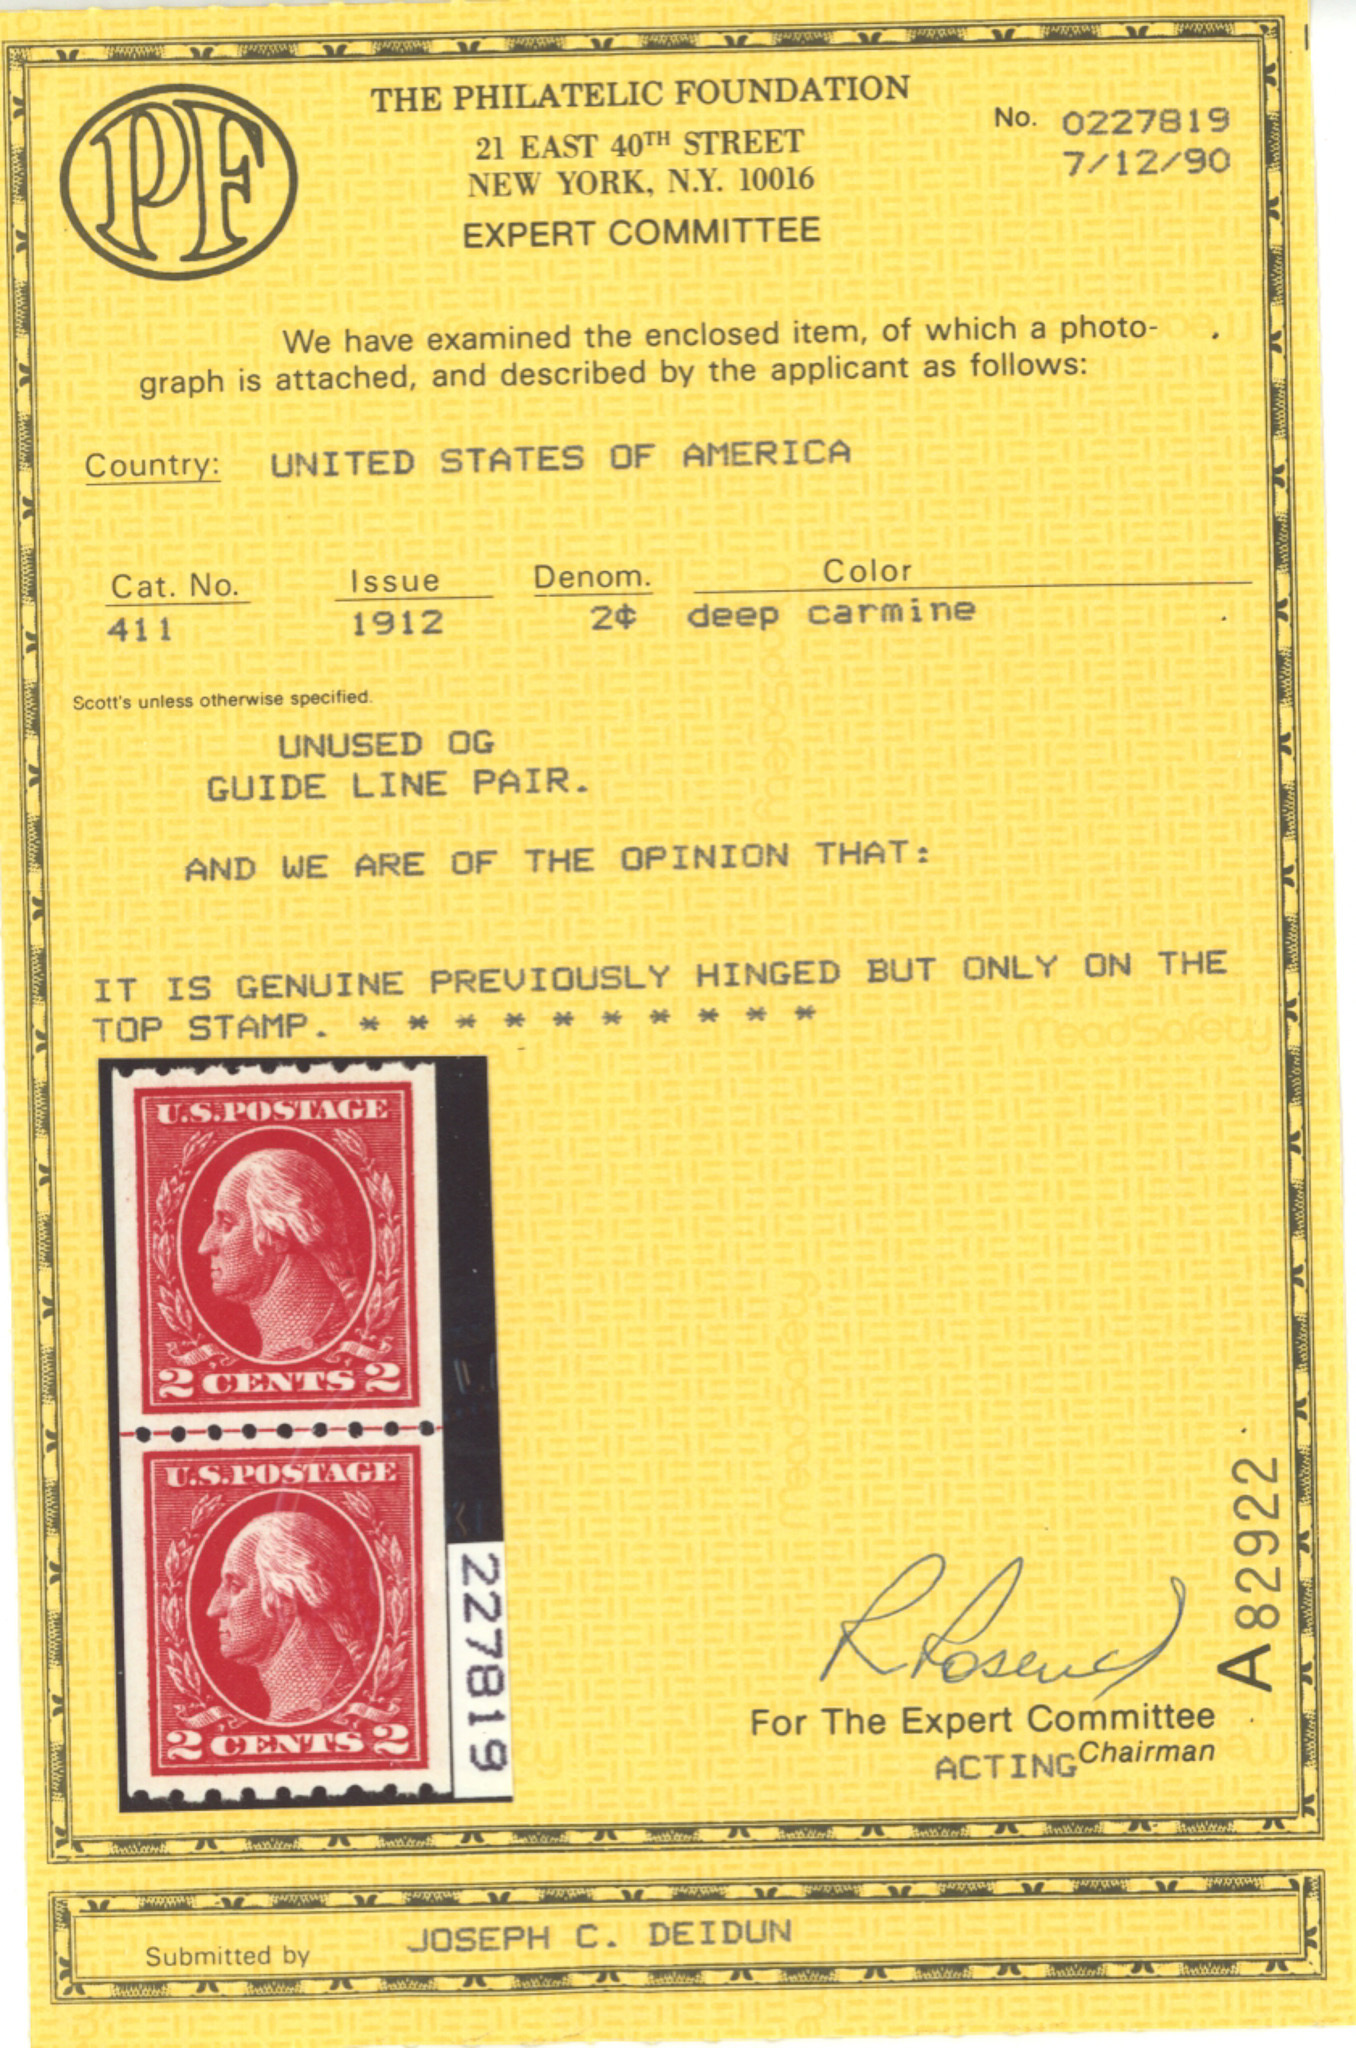 PF
THE PHILATELIC FOUNDATION
21 EAST 40TH STREET
NEW YORK, N.Y. 10016
EXPERT COMMITTEE
No. 0227819
7/12/90
We have examined the enclosed item, of which a photo-
graph is attached, and described by the applicant as follows:
Country: UNITED STATES OF AMERICA
Cat. No. Issue Denom. Color
411 1912 2¢ deep carmine
Scott's unless otherwise specified.
UNUSED OG
GUIDE LINE PAIR.
AND WE ARE OF THE OPINION THAT:
IT IS GENUINE PREVIOUSLY HINGED BUT ONLY ON THE
TOP STAMP. * * * * * * * * * *
U.S.POSTAGE
2 CENTS 2
U.S.POSTAGE
2 CENTS 2
227819
A 82922
For The Expert Committee
ACTING Chairman
Submitted by JOSEPH C. DEIDUN